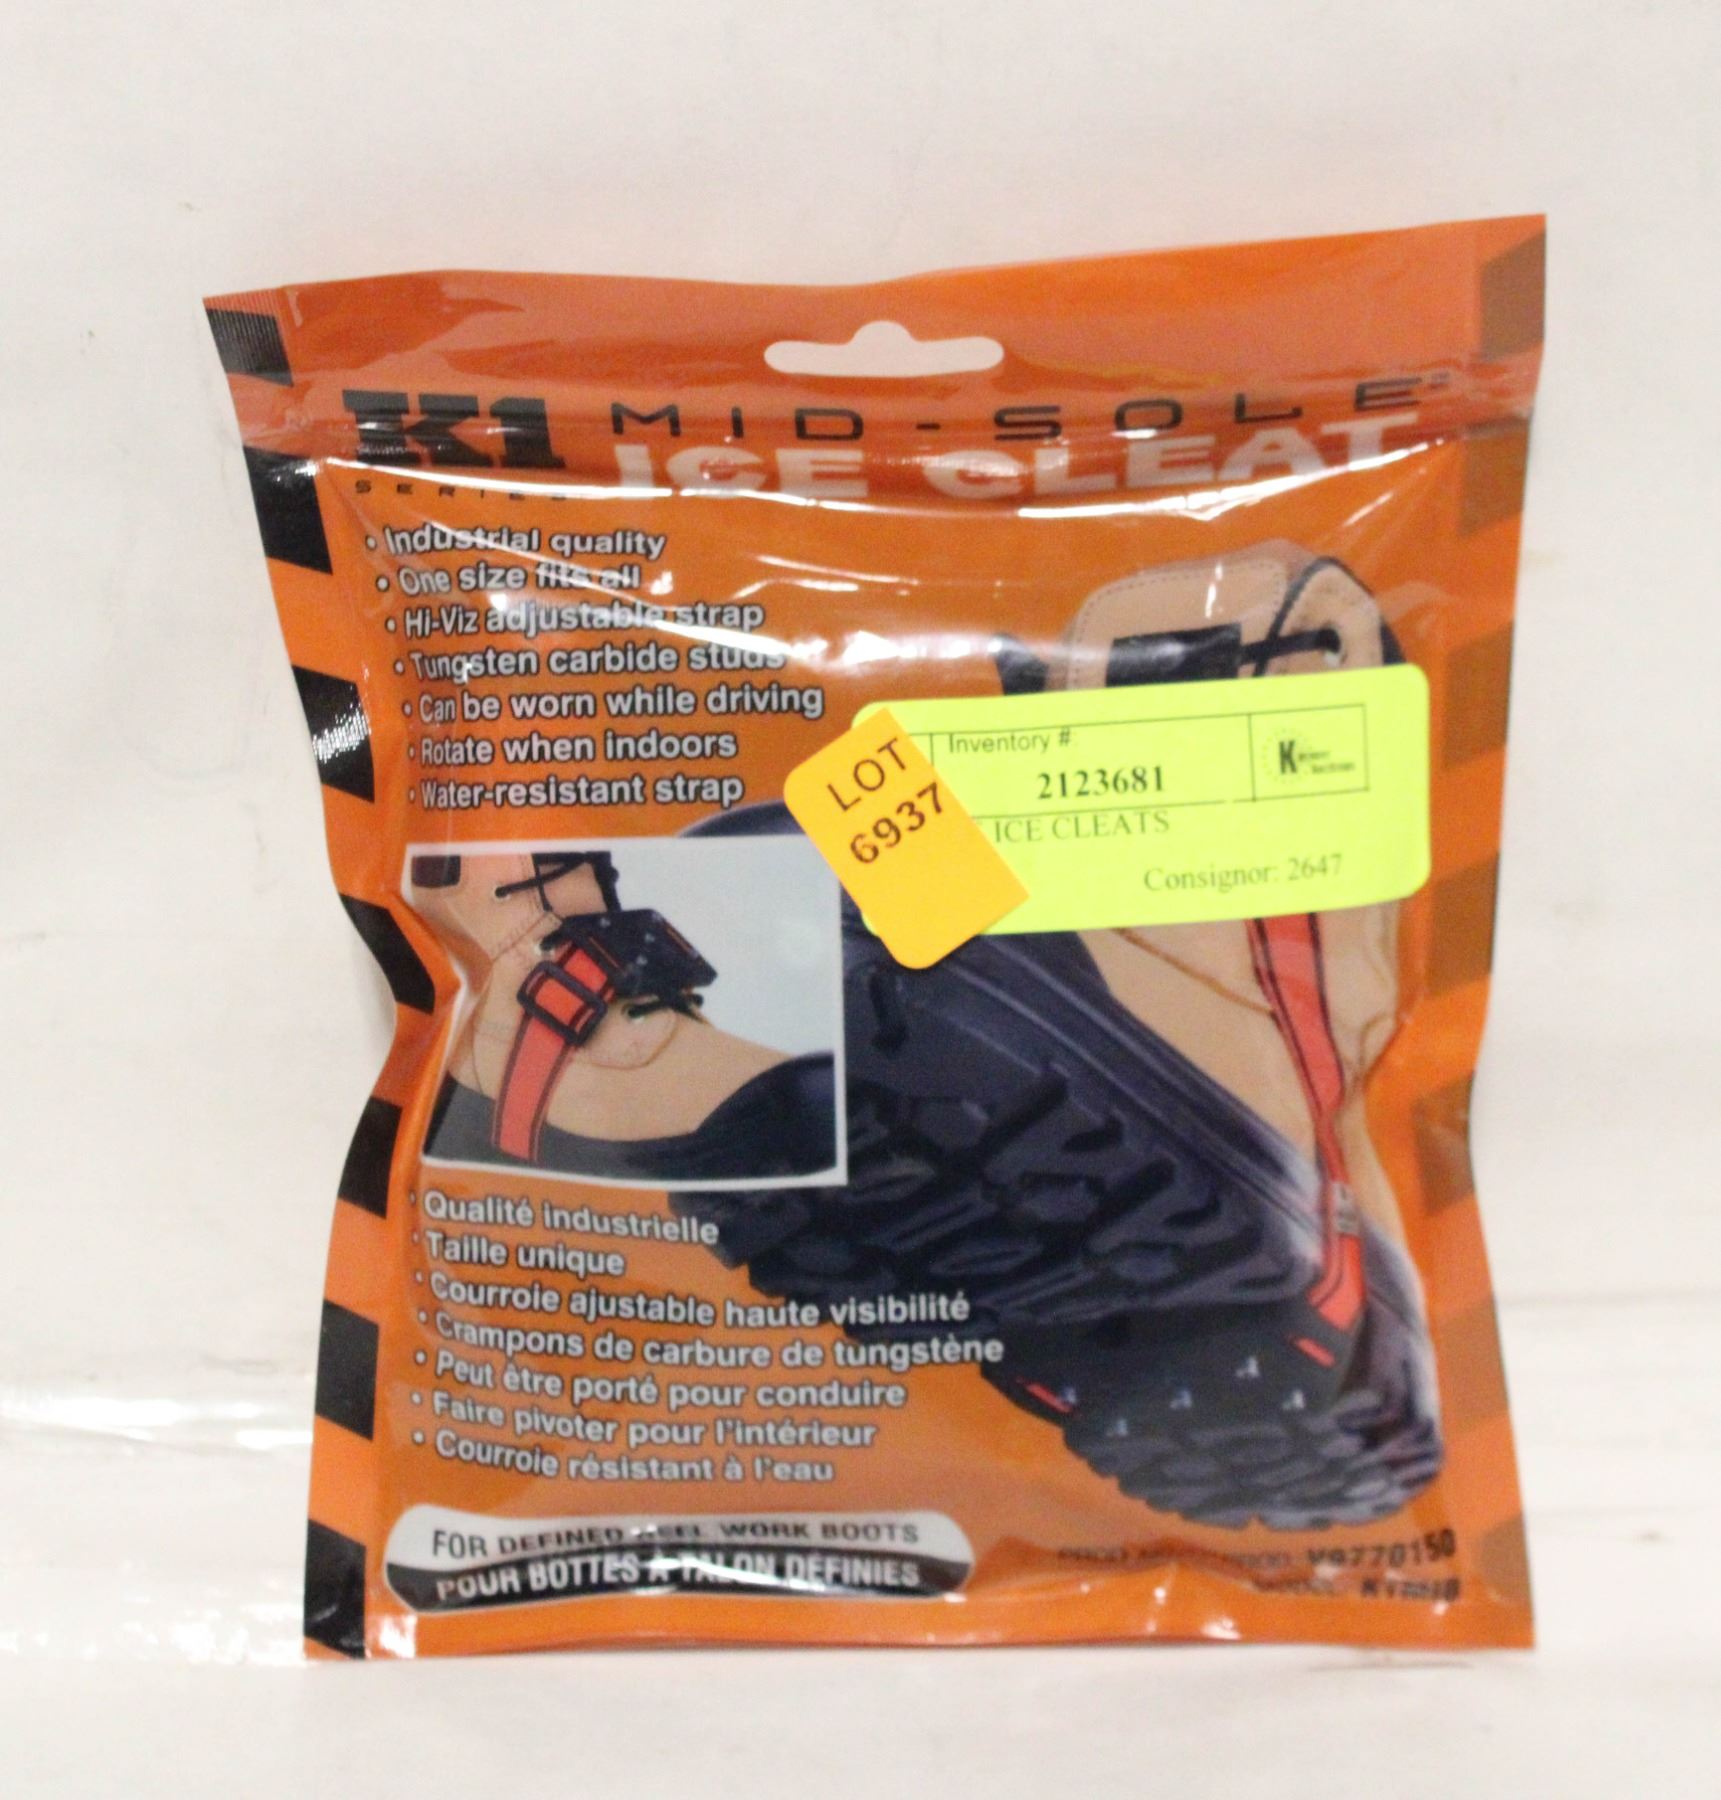 K1 MID-SOLE
SERIES ICE CLEAT
• Industrial quality
• One size fits all
• Hi-Viz adjustable strap
• Tungsten carbide studs
• Can be worn while driving
• Rotate when indoors
• Water-resistant strap
LOT
6937
Inventory #:
2123681
ICE CLEATS
Consignor: 2647
• Qualité industrielle
• Taille unique
• Courroie ajustable haute visibilité
• Crampons de carbure de tungstène
• Peut être porté pour conduire
• Faire pivoter pour l'intérieur
• Courroie résistant à l'eau
FOR DEFINED HEEL WORK BOOTS
POUR BOTTES À TALON DÉFINIES
V9770150